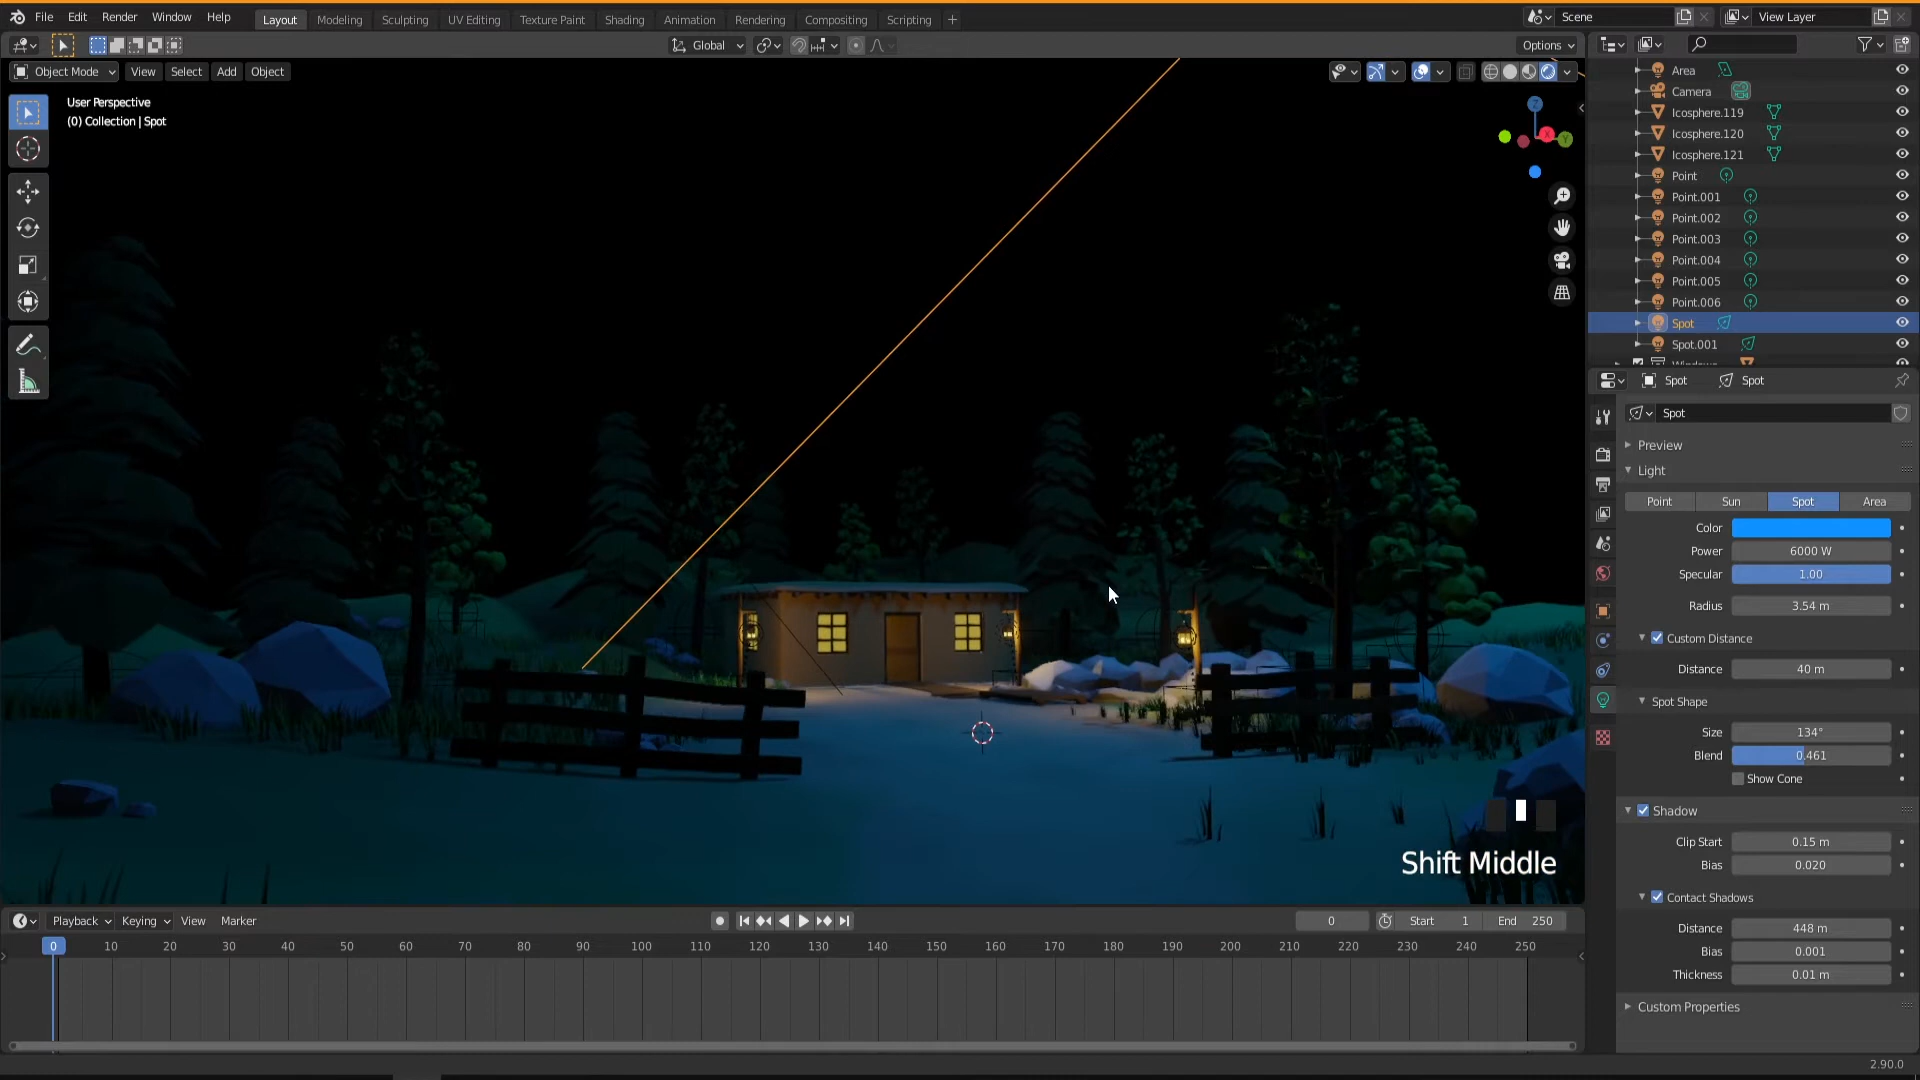 File Edit Render Window Help Layout Modeling Sculpting UV Editing Texture Paint Shading Animation Rendering Compositing Scripting + Scene View Layer
Global Options
Object Mode View Select Add Object
User Perspective
(0) Collection | Spot
Z
X
Y
Area
Camera
Icosphere.119
Icosphere.120
Icosphere.121
Point
Point.001
Point.002
Point.003
Point.004
Point.005
Point.006
Spot
Spot.001
Spot Spot
Spot
Preview
Light
Point Sun Spot Area
Color
Power 6000 W
Specular 1.00
Radius 3.54 m
Custom Distance
Distance 40 m
Spot Shape
Size 134°
Blend 0.461
Show Cone
Shadow
Clip Start 0.15 m
Bias 0.020
Contact Shadows
Distance 448 m
Bias 0.001
Thickness 0.01 m
Custom Properties
Shift Middle
Playback Keying View Marker 0 Start 1 End 250
0 10 20 30 40 50 60 70 80 90 100 110 120 130 140 150 160 170 180 190 200 210 220 230 240 250
2.90.0